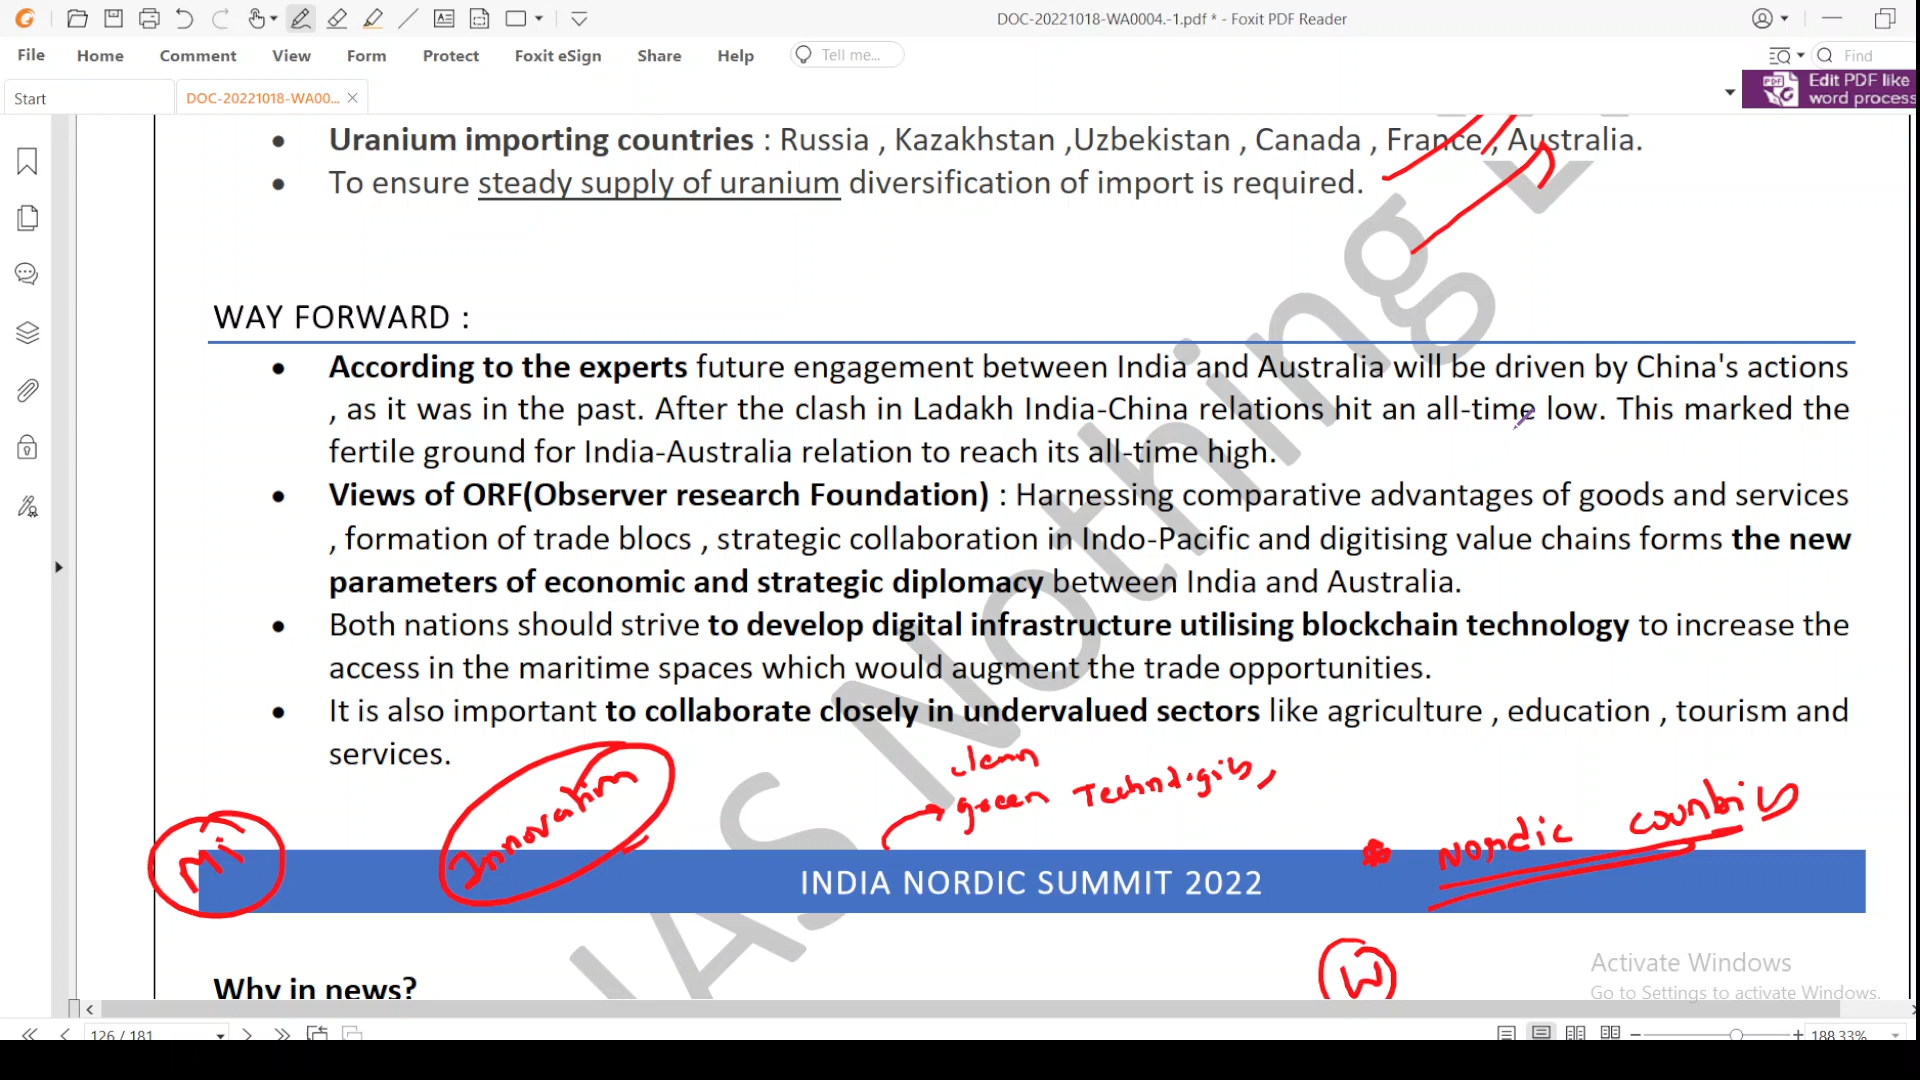 DOC-20221018-WA0004.-1.pdf * - Foxit PDF Reader
File Home Comment View Form Protect Foxit eSign Share Help Tell me... Find
Edit PDF like
word process
Start DOC-20221018-WA00...
• Uranium importing countries : Russia , Kazakhstan ,Uzbekistan , Canada , France , Australia.
• To ensure steady supply of uranium diversification of import is required.
WAY FORWARD :
• According to the experts future engagement between India and Australia will be driven by China's actions
, as it was in the past. After the clash in Ladakh India-China relations hit an all-time low. This marked the
fertile ground for India-Australia relation to reach its all-time high.
• Views of ORF(Observer research Foundation) : Harnessing comparative advantages of goods and services
, formation of trade blocs , strategic collaboration in Indo-Pacific and digitising value chains forms the new
parameters of economic and strategic diplomacy between India and Australia.
• Both nations should strive to develop digital infrastructure utilising blockchain technology to increase the
access in the maritime spaces which would augment the trade opportunities.
• It is also important to collaborate closely in undervalued sectors like agriculture , education , tourism and
services.
clean
green Technologies,
Innovation
Nordic countries
INDIA NORDIC SUMMIT 2022
Why in news?
IAS Nothing
Activate Windows
Go to Settings to activate Windows.
126 / 181
188.33%